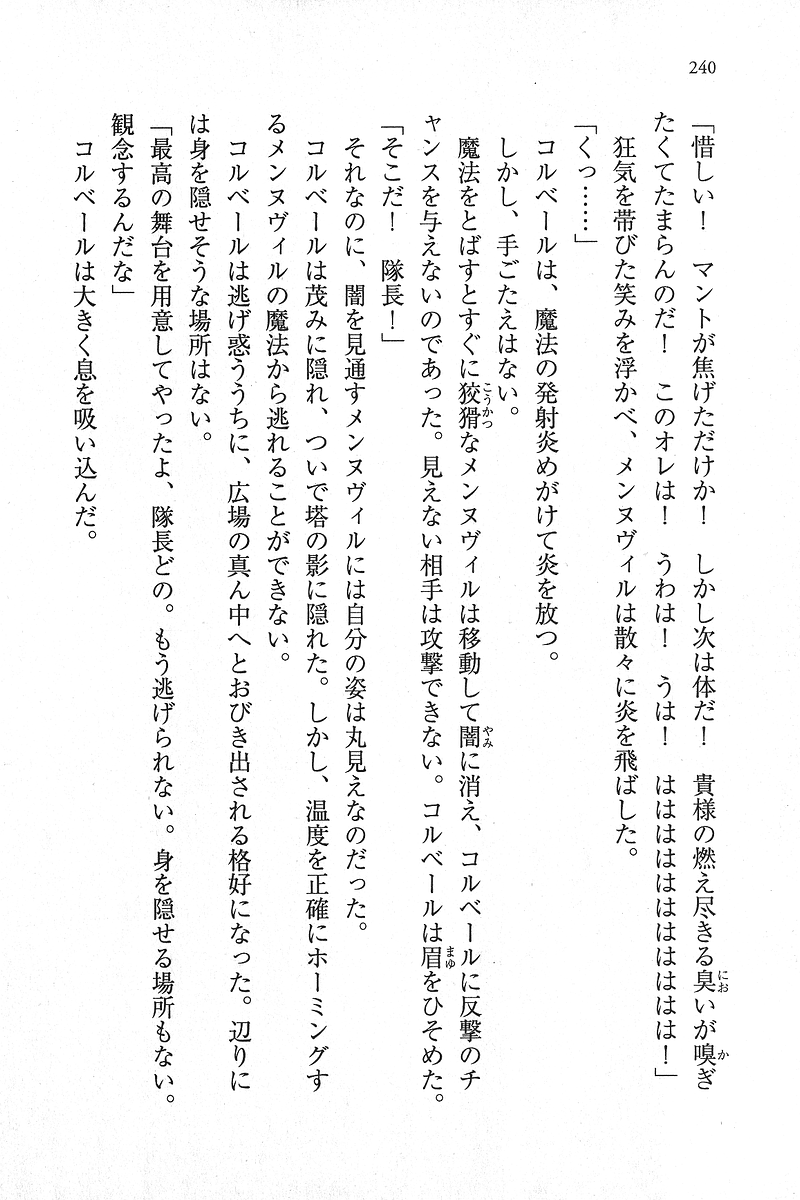 240
「惜しい！　マントが焦げただけか！　しかし次は体だ！　貴様の燃え尽きる臭いが嗅ぎ
たくてたまらんのだ！　このオレは！　うわは！　うは！　ははははははははははは！」
　狂気を帯びた笑みを浮かべ、メンヌヴィルは散々に炎を飛ばした。
「くっ……」
　コルベールは、魔法の発射炎めがけて炎を放つ。
　しかし、手ごたえはない。
　魔法をとばすとすぐに狡猾なメンヌヴィルは移動して闇に消え、コルベールに反撃のチ
ャンスを与えないのであった。見えない相手は攻撃できない。コルベールは眉をひそめた。
「そこだ！　隊長！」
　それなのに、闇を見通すメンヌヴィルには自分の姿は丸見えなのだった。
　コルベールは茂みに隠れ、ついで塔の影に隠れた。しかし、温度を正確にホーミングす
るメンヌヴィルの魔法から逃れることができない。
　コルベールは逃げ惑ううちに、広場の真ん中へとおびき出される格好になった。辺りに
は身を隠せそうな場所はない。
「最高の舞台を用意してやったよ、隊長どの。もう逃げられない。身を隠せる場所もない。
観念するんだな」
　コルベールは大きく息を吸い込んだ。